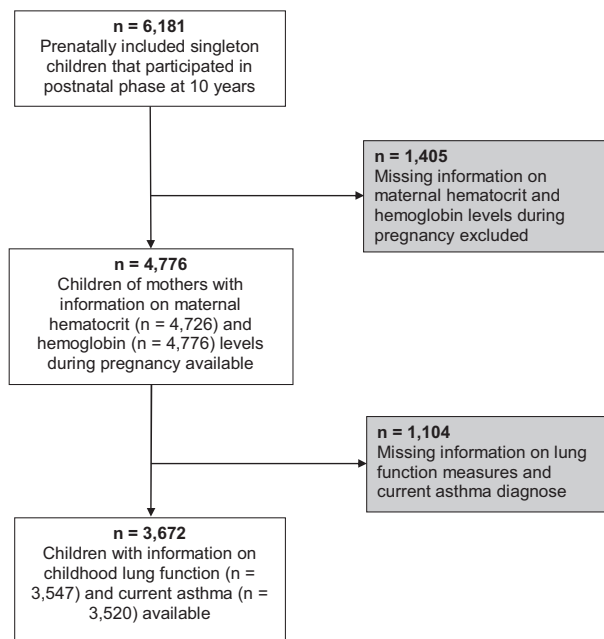 n = 6,181
Prenatally included singleton
children that participated in
postnatal phase at 10 years
n = 1,405
Missing information on
maternal hematocrit and
hemoglobin levels during
pregnancy excluded
n = 4,776
Children of mothers with
information on maternal
hematocrit (n = 4,726) and
hemoglobin (n = 4,776) levels
during pregnancy available
n = 1,104
Missing information on lung
function measures and
current asthma diagnose
n = 3,672
Children with information on
childhood lung function (n =
3,547) and current asthma (n =
3,520) available